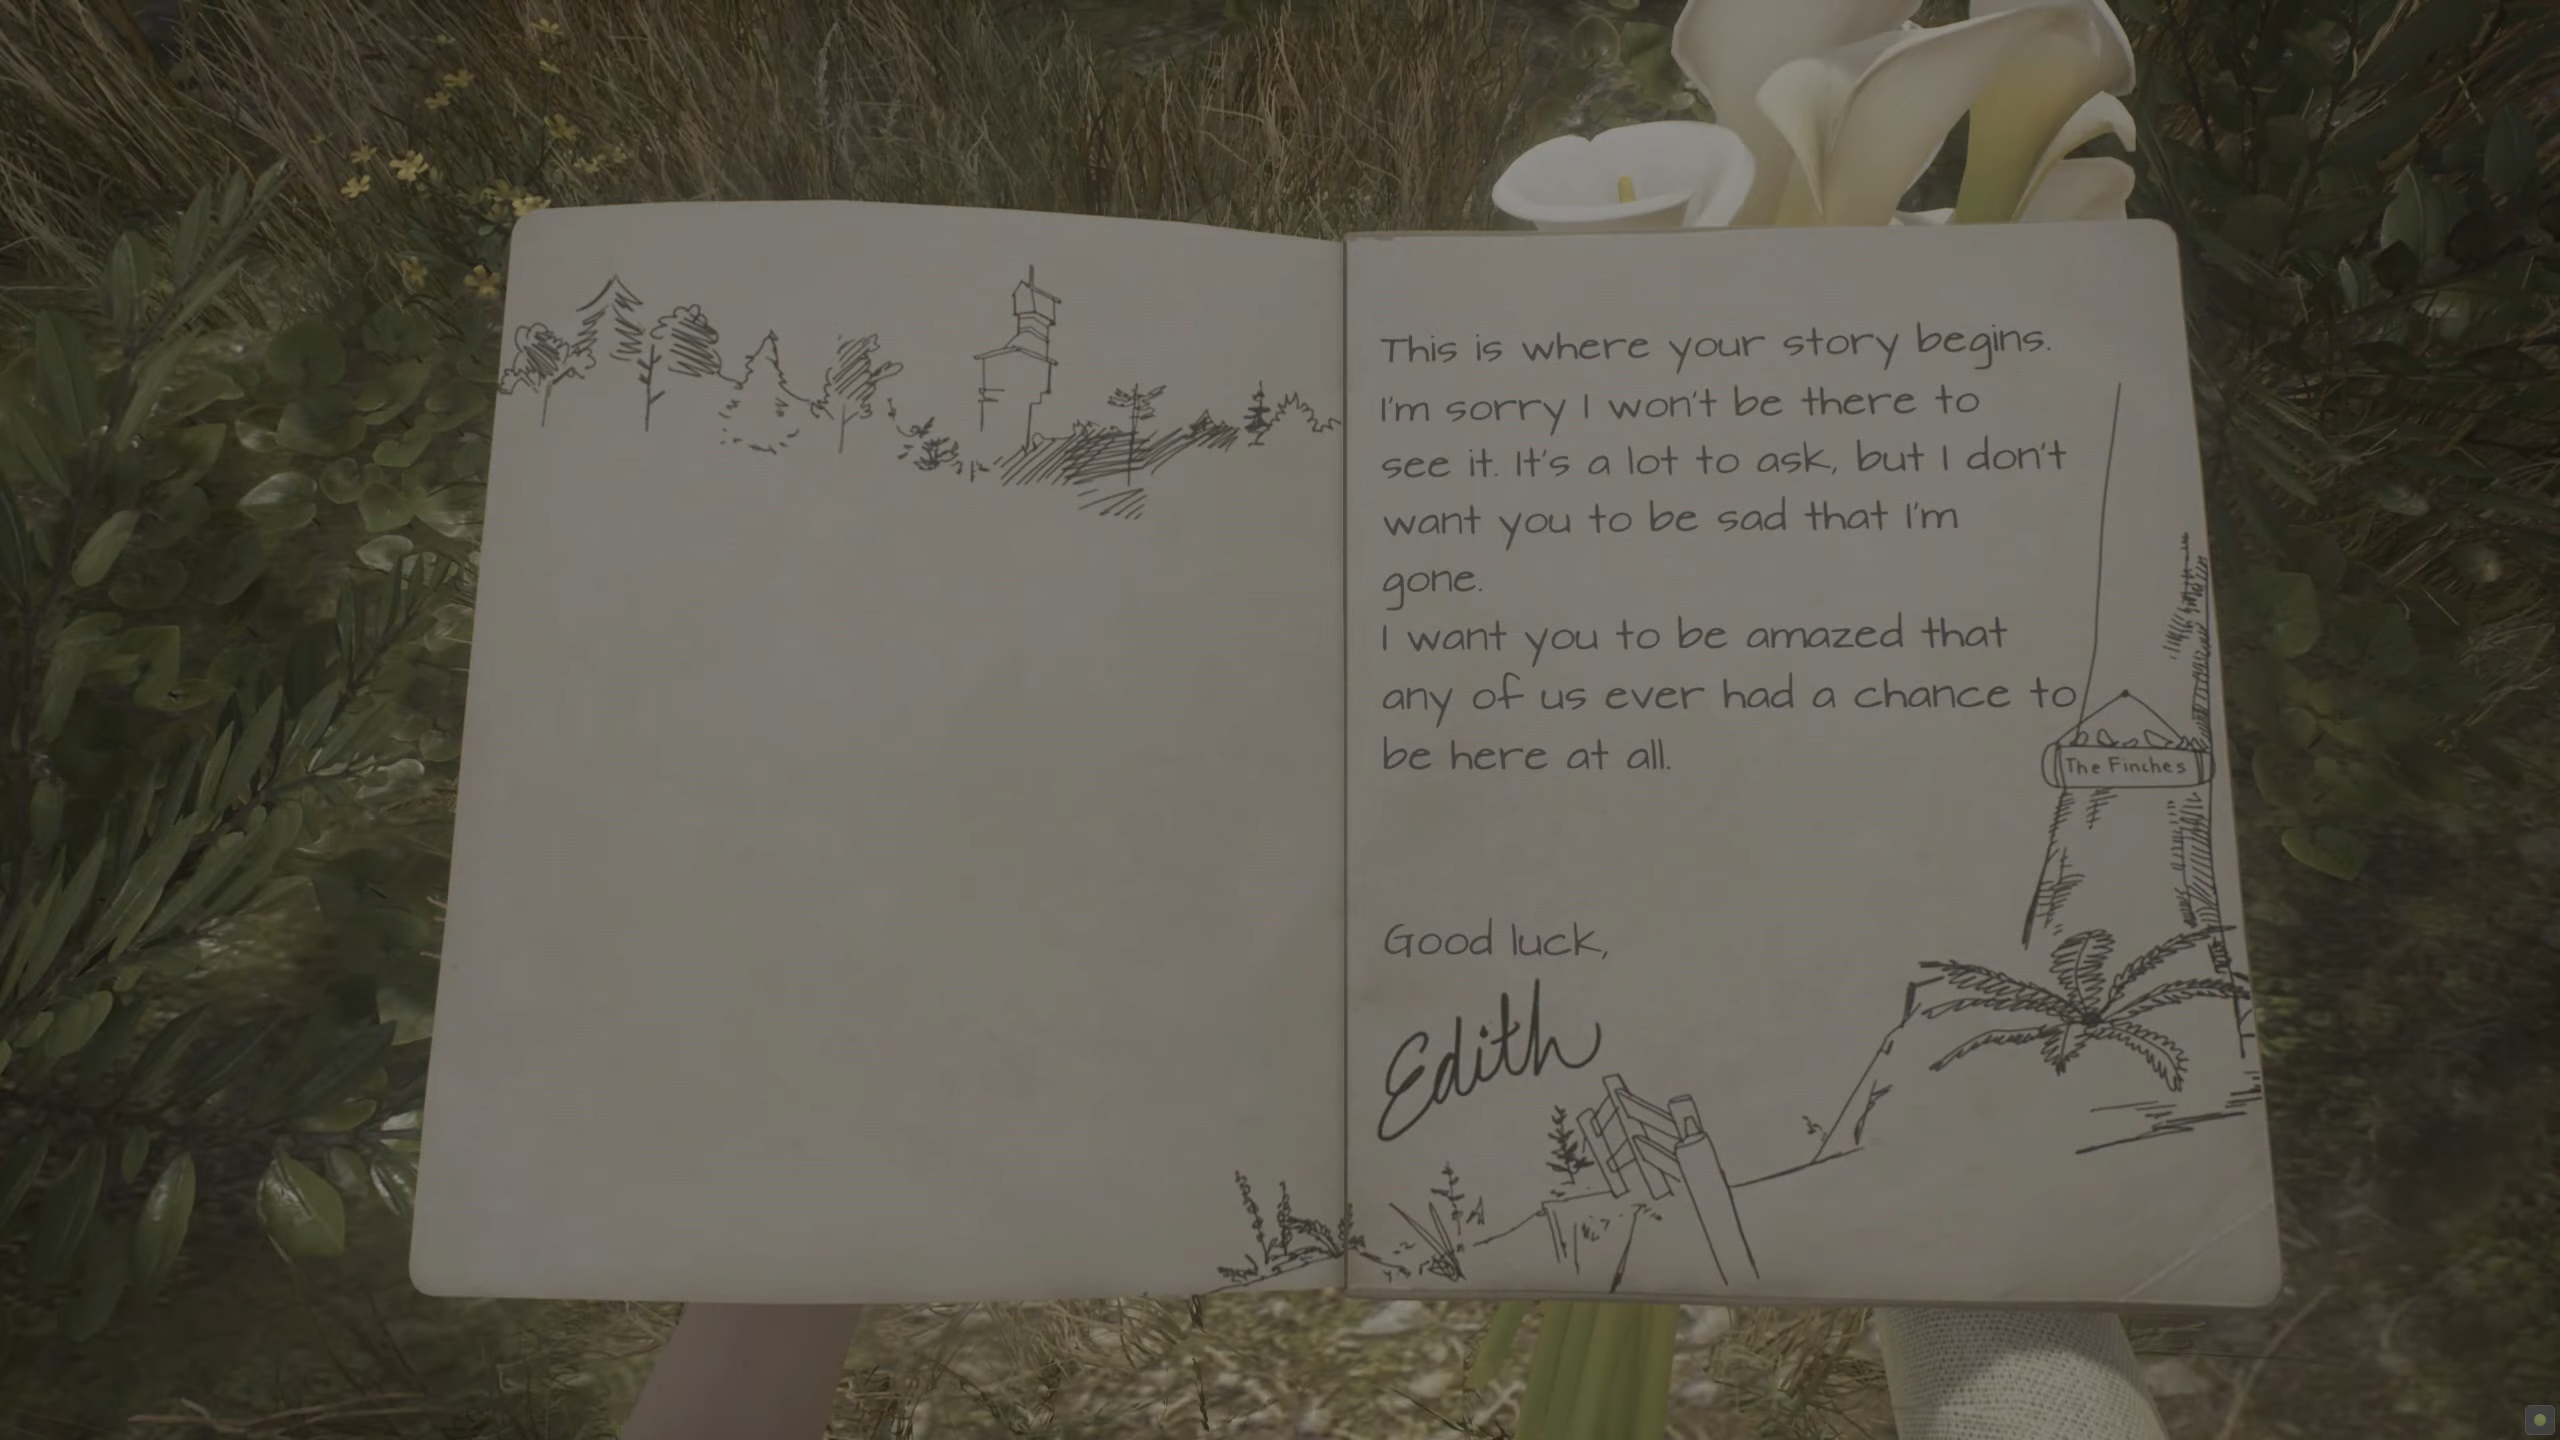 This is where your story begins.
I'm sorry I won't be there to
see it. It's a lot to ask, but I don't
want you to be sad that I'm
gone.
I want you to be amazed that
any of us ever had a chance to
be here at all.
The Finches
Good luck,
Edith